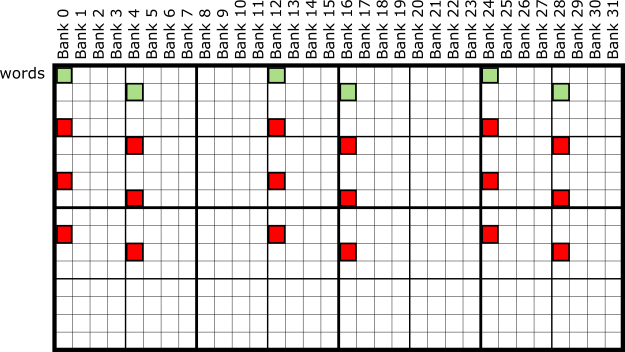 Bank 0
Bank 1
Bank 2
Bank 3
Bank 4
Bank 5
Bank 6
Bank 7
Bank 8
Bank 9
Bank 10
Bank 11
Bank 12
Bank 13
Bank 14
Bank 15
Bank 16
Bank 17
Bank 18
Bank 19
Bank 20
Bank 21
Bank 22
Bank 23
Bank 24
Bank 25
Bank 26
Bank 27
Bank 28
Bank 29
Bank 30
Bank 31
words